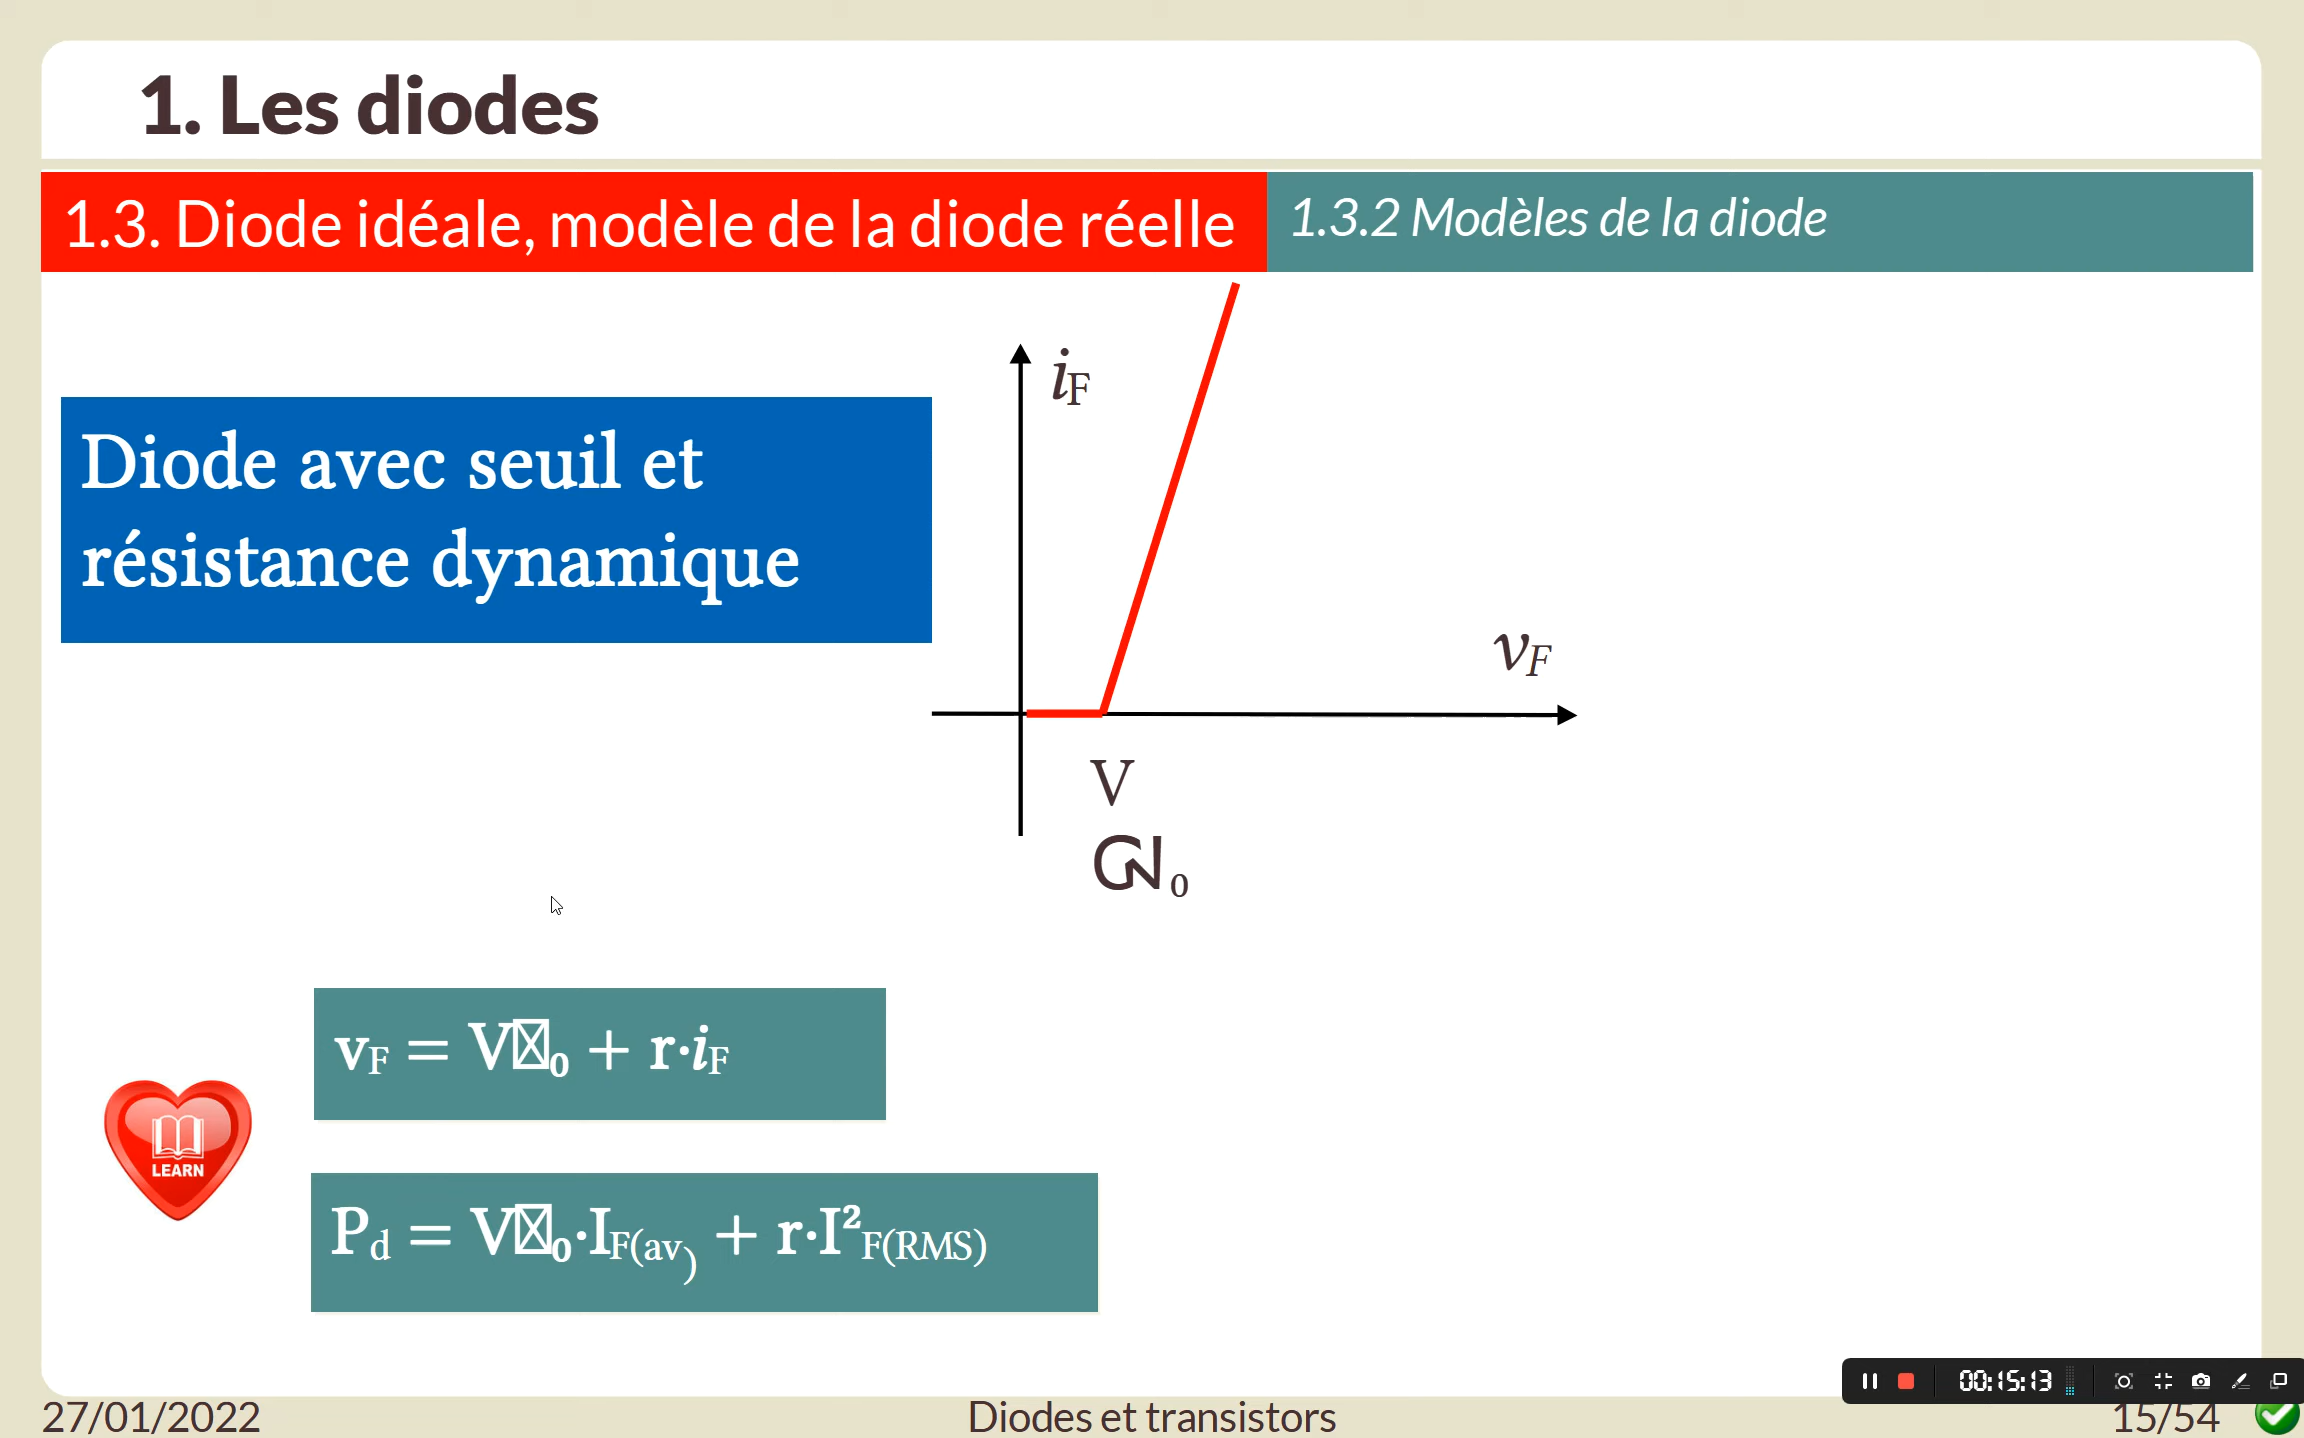 1. Les diodes
1.3. Diode idéale, modèle de la diode réelle
1.3.2 Modèles de la diode
iF
Diode avec seuil et
résistance dynamique
vF
V
₀
vF = V₀ + r·iF
LEARN
Pd = V₀·IF(av) + r·I²F(RMS)
00:15:13
27/01/2022
Diodes et transistors
15/54